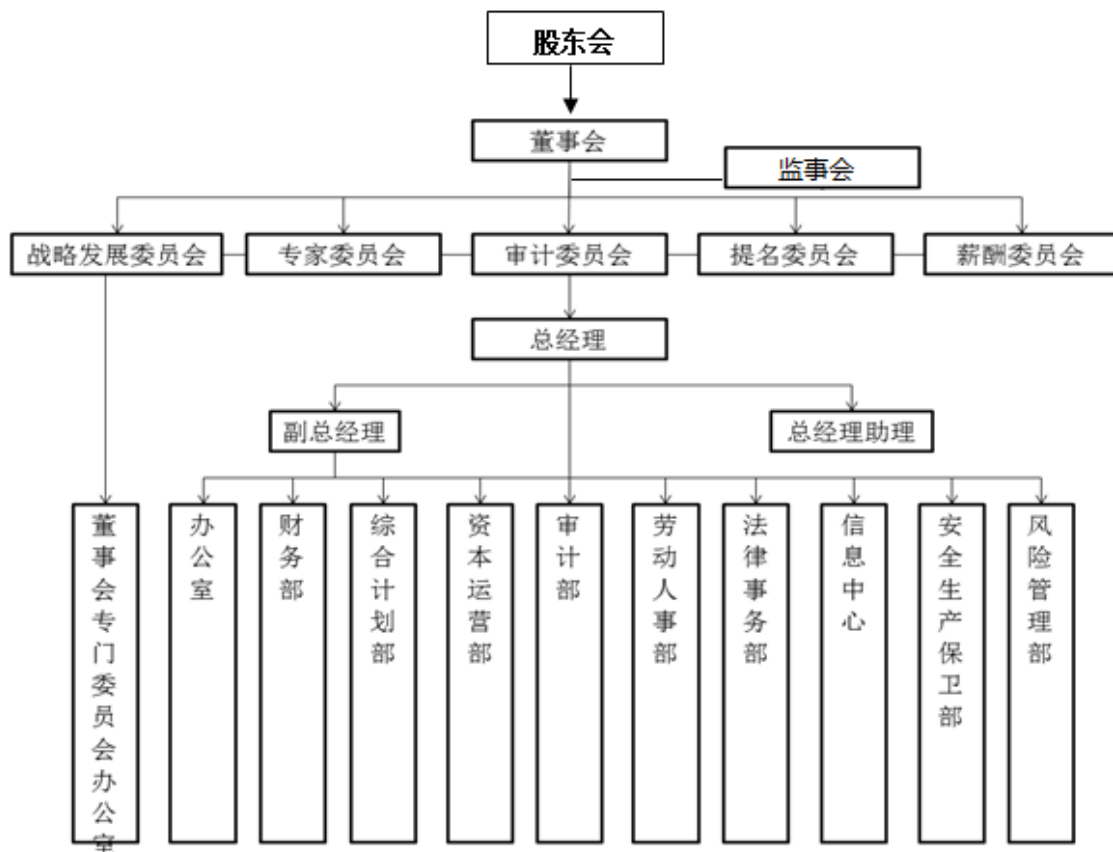 股东会
董事会
监事会
战略发展委员会
专家委员会
审计委员会
提名委员会
薪酬委员会
总经理
副总经理
总经理助理
董事会专门委员会办公室
办公室
财务部
综合计划部
资本运营部
审计部
劳动人事部
法律事务部
信息中心
安全生产保卫部
风险管理部